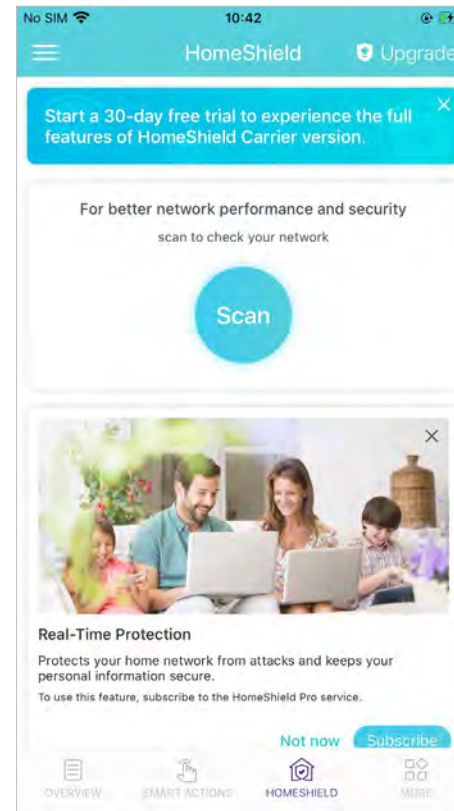 No SIM 10:42
HomeShield Upgrade
Start a 30-day free trial to experience the full
features of HomeShield Carrier version.
For better network performance and security
scan to check your network
Scan
Real-Time Protection
Protects your home network from attacks and keeps your
personal information secure.
To use this feature, subscribe to the HomeShield Pro service.
Not now Subscribe
OVERVIEW SMART ACTIONS HOMESHIELD MORE